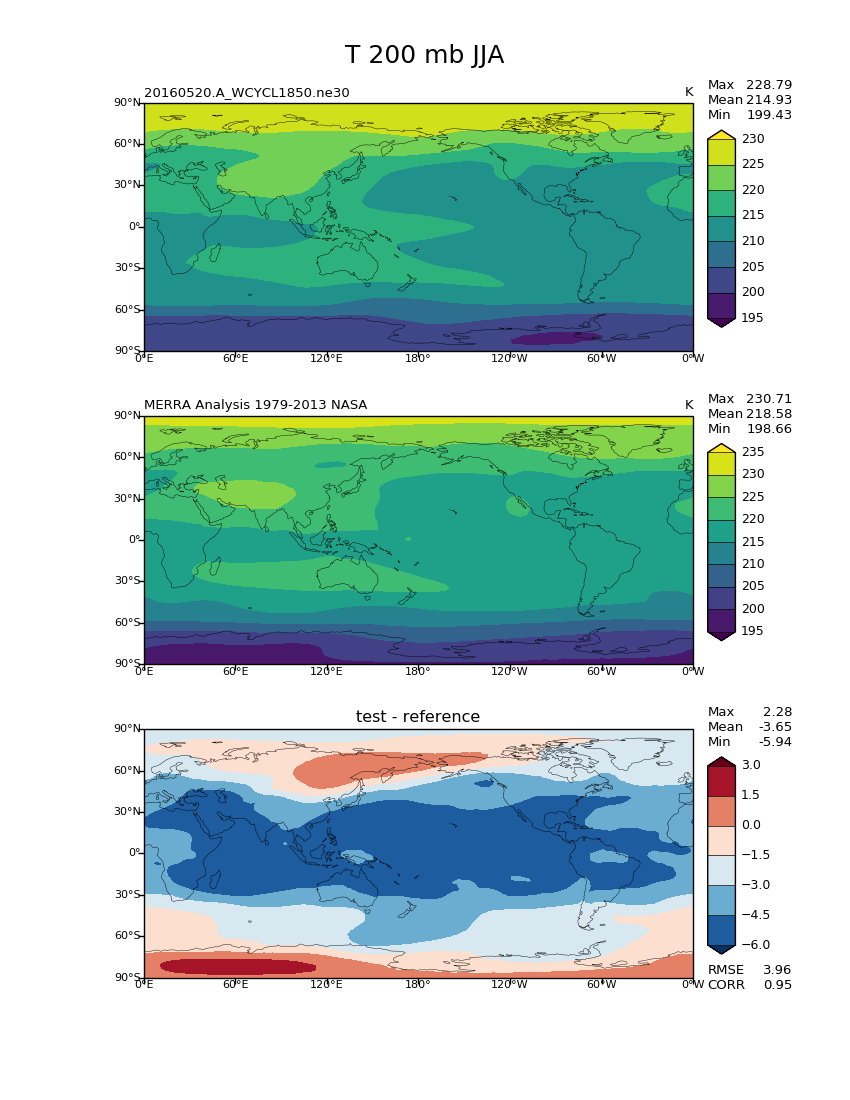 T 200 mb JJA
20160520.A_WCYCL1850.ne30 K
Max 228.79
Mean 214.93
Min 199.43
90°N
60°N
30°N
0°
30°S
60°S
90°S
0°E 60°E 120°E 180° 120°W 60°W 0°W
230
225
220
215
210
205
200
195
MERRA Analysis 1979-2013 NASA K
Max 230.71
Mean 218.58
Min 198.66
90°N
60°N
30°N
0°
30°S
60°S
90°S
0°E 60°E 120°E 180° 120°W 60°W 0°W
235
230
225
220
215
210
205
200
195
test - reference
Max 2.28
Mean -3.65
Min -5.94
90°N
60°N
30°N
0°
30°S
60°S
90°S
0°E 60°E 120°E 180° 120°W 60°W 0°W
3.0
1.5
0.0
−1.5
−3.0
−4.5
−6.0
RMSE 3.96
CORR 0.95